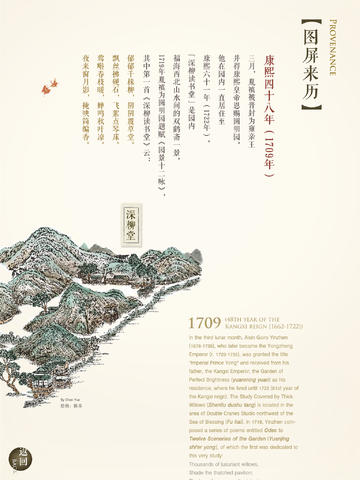 【图屏来历】
PROVENANCE
康熙四十八年（1709年）
三月，胤禛被晋封为雍亲王
并得康熙皇帝恩赐圆明园，
他在园内一直居住至
康熙六十一年（1722年）。
「深柳读书堂」是园内
福海西北山水间的双鹤斋一景，
1719年胤禛为圆明园题赋《园景十二咏》，
其中第一首《深柳读书堂》云：
郁郁千株柳，阴阴覆草堂。
飘丝拂砚石，飞絮点琴床。
莺啭春枝暖，蝉鸣秋叶凉。
夜来窗月影，掩映简编香。
深柳堂
1709 (48TH YEAR OF THE
KANGXI REIGN [1662-1722])
In the third lunar month, Aisin Gioro Yinzhen
(1678-1735), who later became the Yongzheng
Emperor (r. 1723-1735), was granted the title
"Imperial Prince Yong" and received from his
father, the Kangxi Emperor, the Garden of
Perfect Brightness (yuanming yuan) as his
residence, where he lived until 1722 (61st year of
the Kangxi reign). The Study Covered by Thick
Willows (Shenliu dushu tang) is located in the
area of Double Cranes Studio northwest of the
Sea of Blessing (Fu hai). In 1719, Yinzhen com-
posed a series of poems entitled Odes to
Twelve Sceneries of the Garden (Yuanjing
shi'er yong), of which the first was dedicated to
this very study:
Thousands of luxuriant willows,
Shade the thatched pavilion;
By Chen Yue
绘画：陈乐
返回